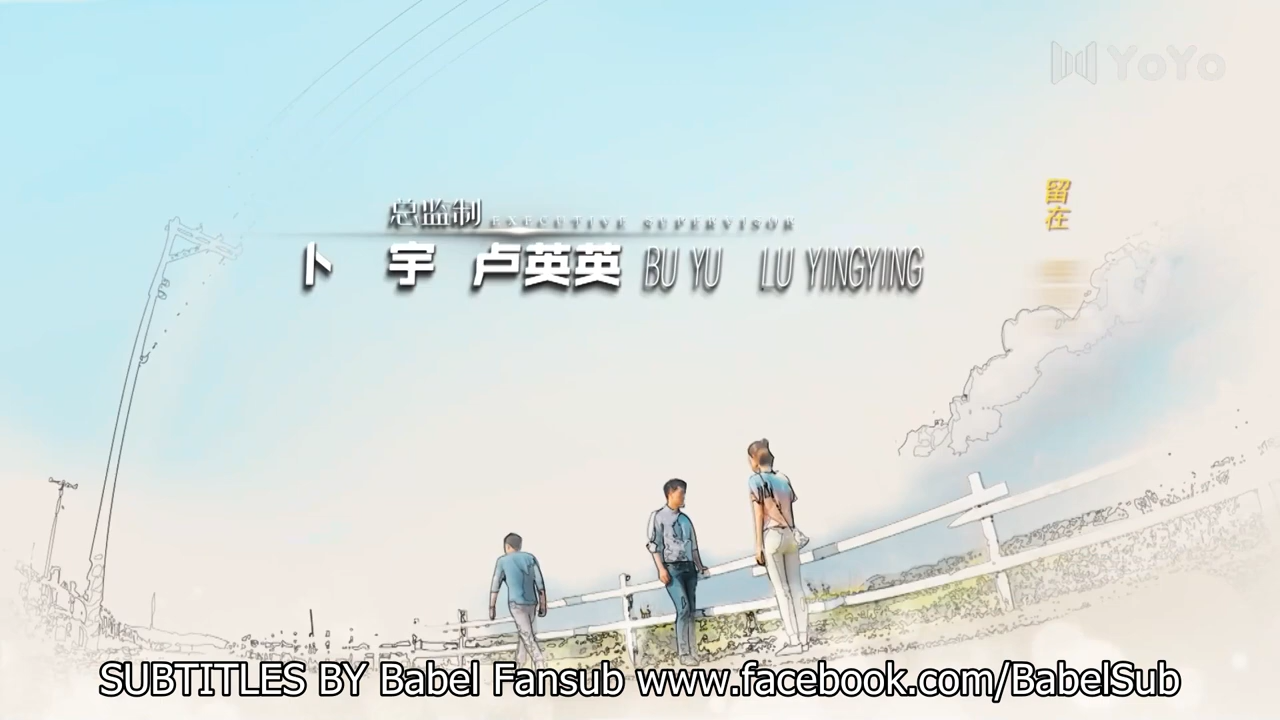 YoYo
总监制 EXECUTIVE SUPERVISOR
卜 宇 卢英英 BU YU LU YINGYING
留在
SUBTITLES BY Babel Fansub www.facebook.com/BabelSub